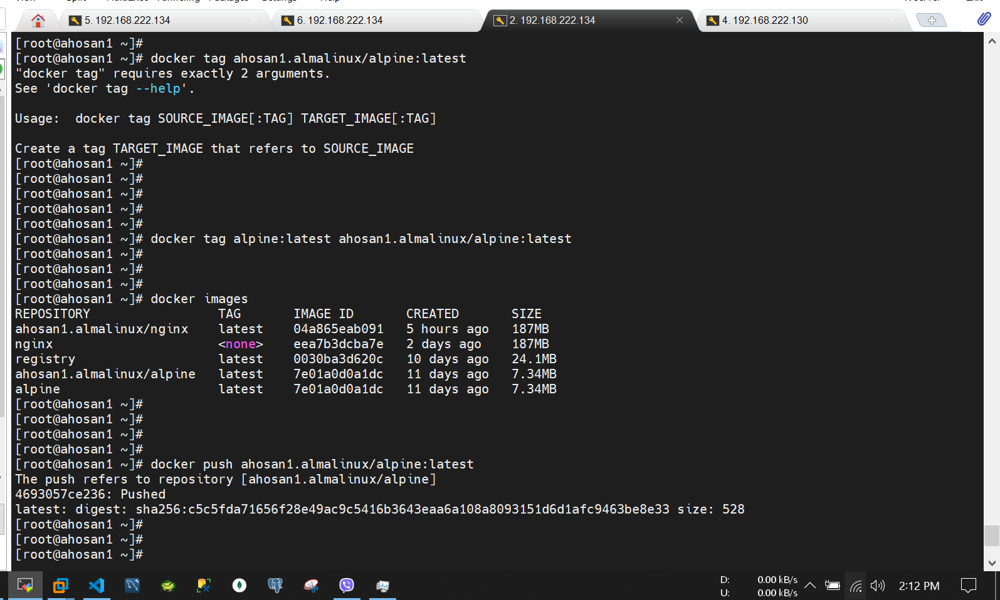 5. 192.168.222.134
6. 192.168.222.134
2. 192.168.222.134
4. 192.168.222.130
[root@ahosan1 ~]#
[root@ahosan1 ~]# docker tag ahosan1.almalinux/alpine:latest
"docker tag" requires exactly 2 arguments.
See 'docker tag --help'.
Usage:  docker tag SOURCE_IMAGE[:TAG] TARGET_IMAGE[:TAG]
Create a tag TARGET_IMAGE that refers to SOURCE_IMAGE
[root@ahosan1 ~]#
[root@ahosan1 ~]#
[root@ahosan1 ~]#
[root@ahosan1 ~]#
[root@ahosan1 ~]#
[root@ahosan1 ~]# docker tag alpine:latest ahosan1.almalinux/alpine:latest
[root@ahosan1 ~]#
[root@ahosan1 ~]#
[root@ahosan1 ~]#
[root@ahosan1 ~]# docker images
REPOSITORY                 TAG       IMAGE ID       CREATED       SIZE
ahosan1.almalinux/nginx    latest    04a865eab091   5 hours ago   187MB
nginx                      <none>    eea7b3dcba7e   2 days ago    187MB
registry                   latest    0030ba3d620c   10 days ago   24.1MB
ahosan1.almalinux/alpine   latest    7e01a0d0a1dc   11 days ago   7.34MB
alpine                     latest    7e01a0d0a1dc   11 days ago   7.34MB
[root@ahosan1 ~]#
[root@ahosan1 ~]#
[root@ahosan1 ~]#
[root@ahosan1 ~]#
[root@ahosan1 ~]# docker push ahosan1.almalinux/alpine:latest
The push refers to repository [ahosan1.almalinux/alpine]
4693057ce236: Pushed
latest: digest: sha256:c5c5fda71656f28e49ac9c5416b3643eaa6a108a8093151d6d1afc9463be8e33 size: 528
[root@ahosan1 ~]#
[root@ahosan1 ~]#
[root@ahosan1 ~]#
D: 0.00 kB/s
U: 0.00 kB/s
2:12 PM